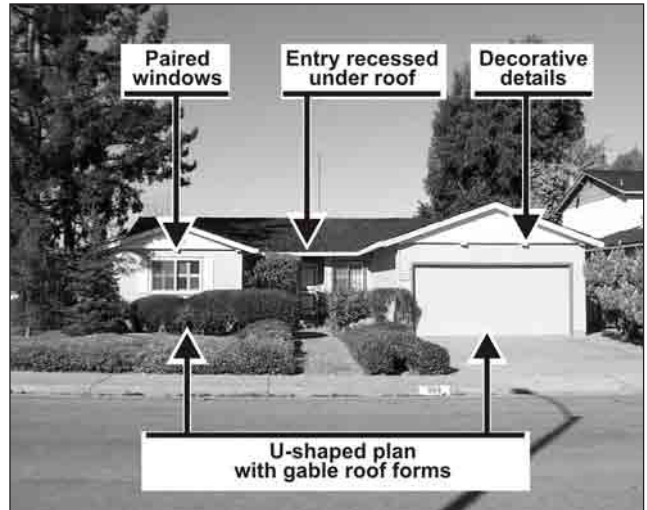 Paired
windows
Entry recessed
under roof
Decorative
details
U-shaped plan
with gable roof forms